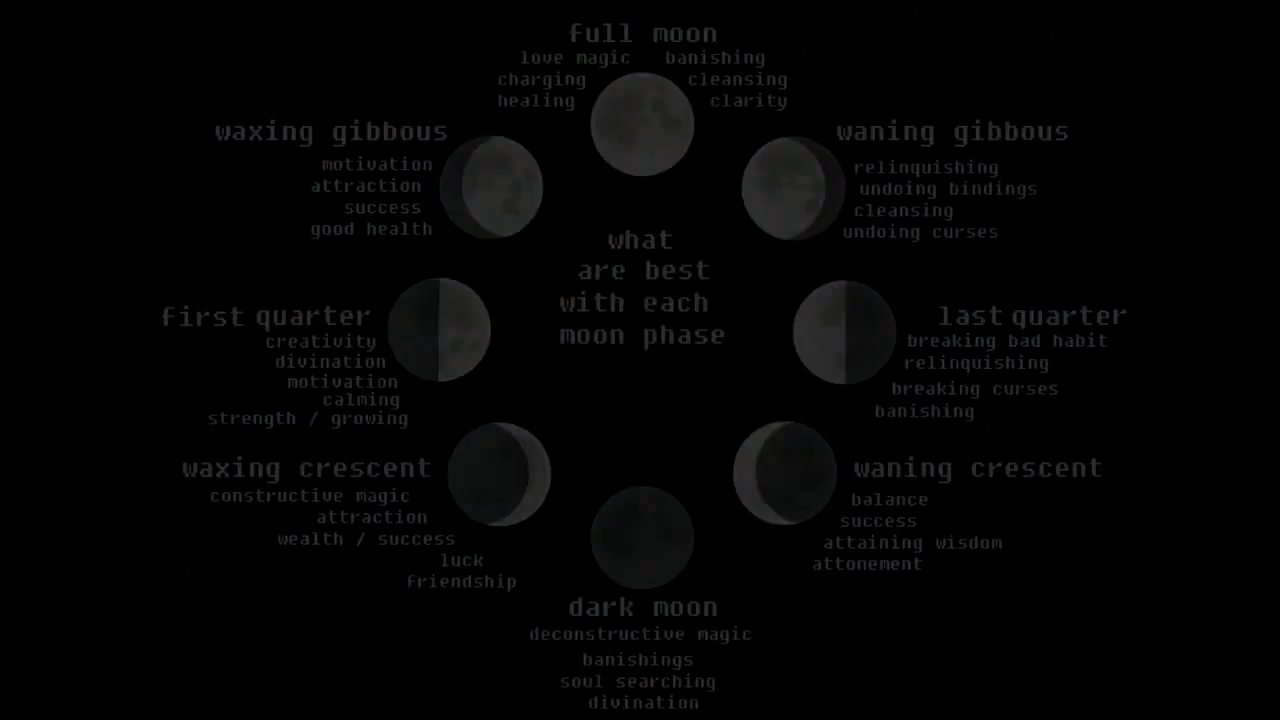 full moon
love magic banishing
charging cleansing
healing clarity
waxing gibbous
motivation
attraction
success
good health
waning gibbous
relinquishing
undoing bindings
cleansing
undoing curses
what
are best
with each
moon phase
first quarter
creativity
divination
motivation
calming
strength / growing
last quarter
breaking bad habit
relinquishing
breaking curses
banishing
waxing crescent
constructive magic
attraction
wealth / success
luck
friendship
waning crescent
balance
success
attaining wisdom
attonement
dark moon
deconstructive magic
banishings
soul searching
divination